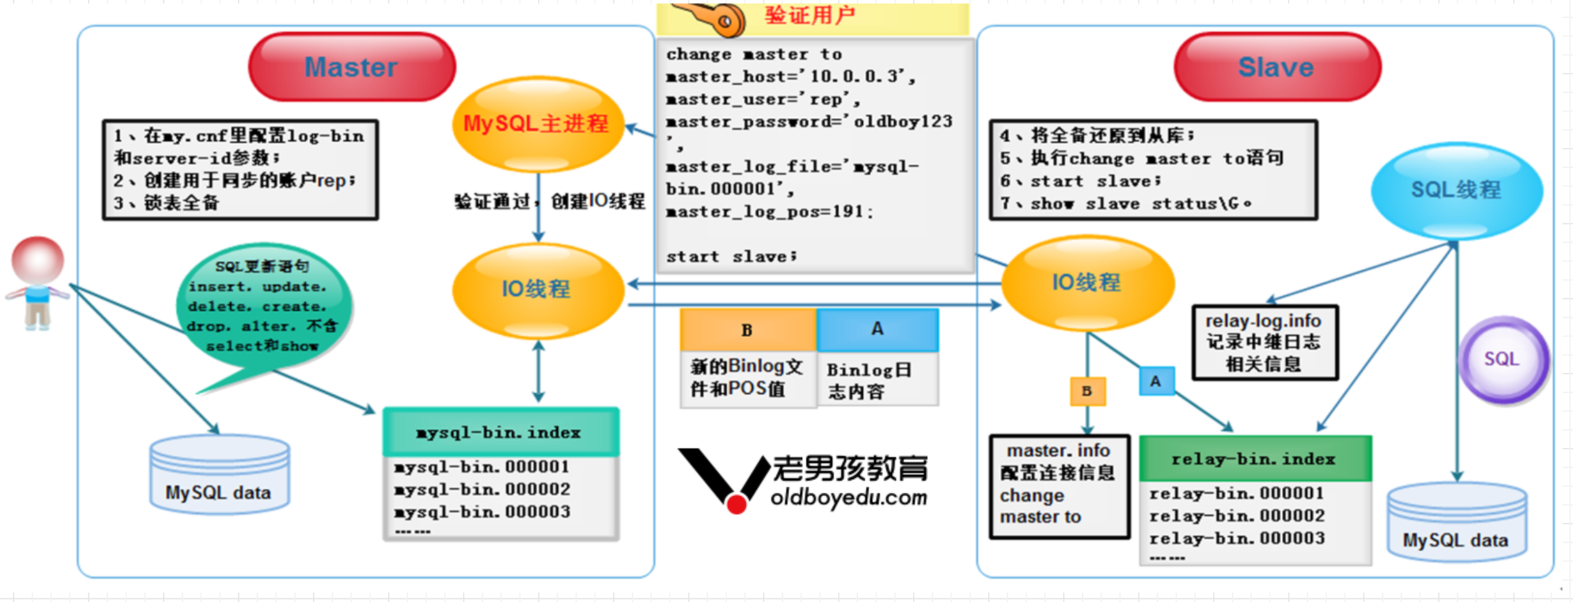 Master
1、在my.cnf里配置log-bin
和server-id参数;
2、创建用于同步的账户rep;
3、锁表全备
MySQL主进程
验证通过,创建IO线程
IO线程
SQL更新语句
insert, update,
delete, create,
drop, alter, 不含
select和show
MySQL data
mysql-bin.index
mysql-bin.000001
mysql-bin.000002
mysql-bin.000003
……
验证用户
change master to
master_host='10.0.0.3',
master_user='rep',
master_password='oldboy123
',
master_log_file='mysql-
bin.000001',
master_log_pos=191;
start slave;
B
新的Binlog文
件和POS值
A
Binlog日
志内容
老男孩教育
oldboyedu.com
Slave
4、将全备还原到从库;
5、执行change master to语句
6、start slave;
7、show slave status\G。
SQL线程
IO线程
relay-log.info
记录中继日志
相关信息
SQL
B
A
master.info
配置连接信息
change
master to
relay-bin.index
relay-bin.000001
relay-bin.000002
relay-bin.000003
……
MySQL data